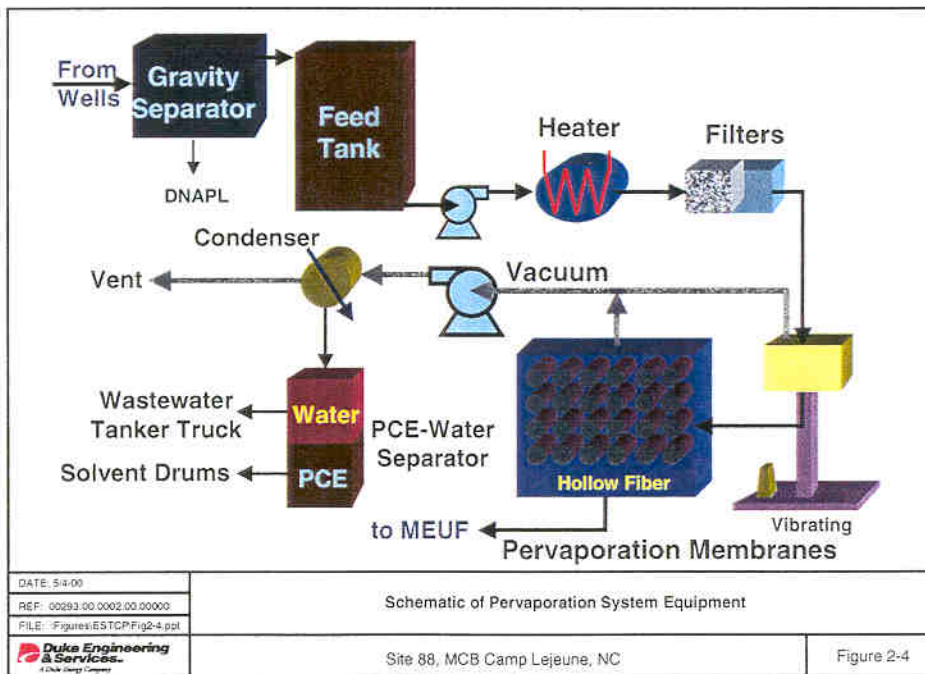 From
Wells
Gravity
Separator
Feed
Tank
DNAPL
Heater
Filters
Condenser
Vent
Vacuum
Wastewater
Tanker Truck
Water
PCE-Water
Separator
Solvent Drums
PCE
Hollow Fiber
to MEUF
Vibrating
Pervaporation Membranes
DATE: 5/4/00
REF: 00293.00.0002.00.00000
FILE: :Figures\ESTCP\Fig2-4.ppt
Schematic of Pervaporation System Equipment
Duke Engineering
& Services
A Duke Energy Company
Site 88, MCB Camp Lejeune, NC
Figure 2-4